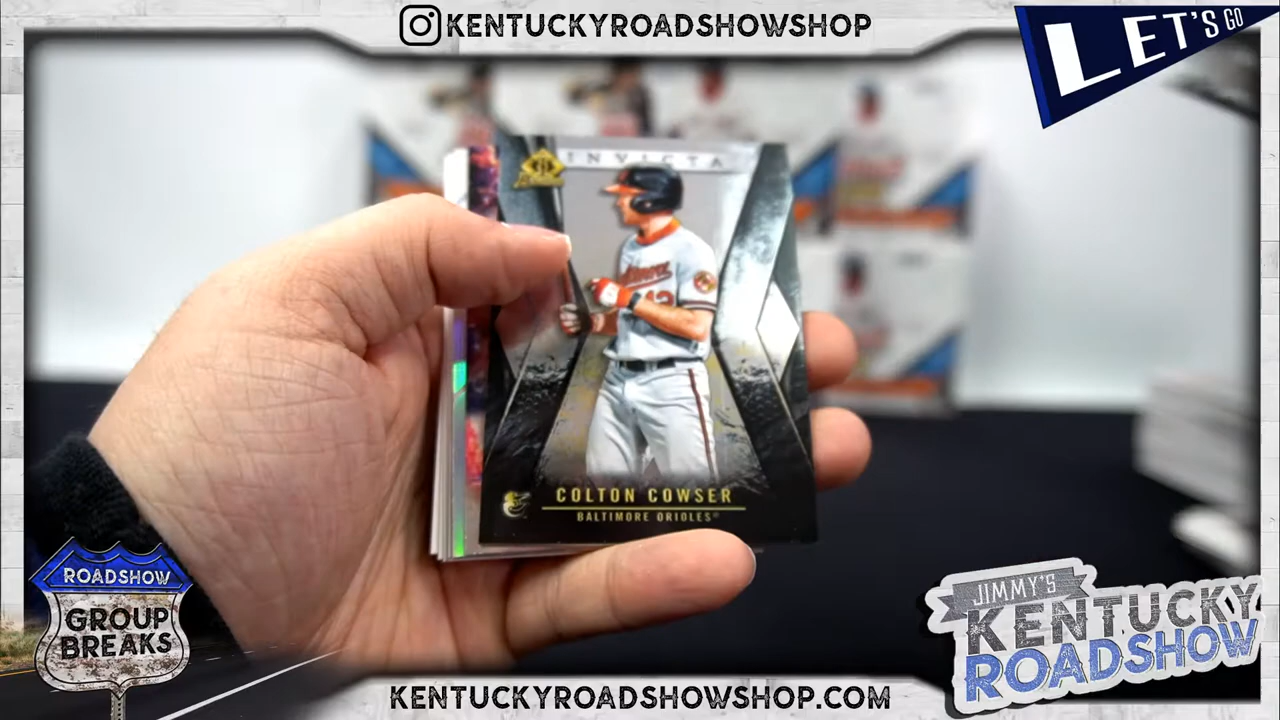 KENTUCKYROADSHOWSHOP
LET'S GO
INVICTA
COLTON COWSER
BALTIMORE ORIOLES®
ROADSHOW
GROUP
BREAKS
JIMMY'S
KENTUCKY
ROADSHOW
KENTUCKYROADSHOWSHOP.COM